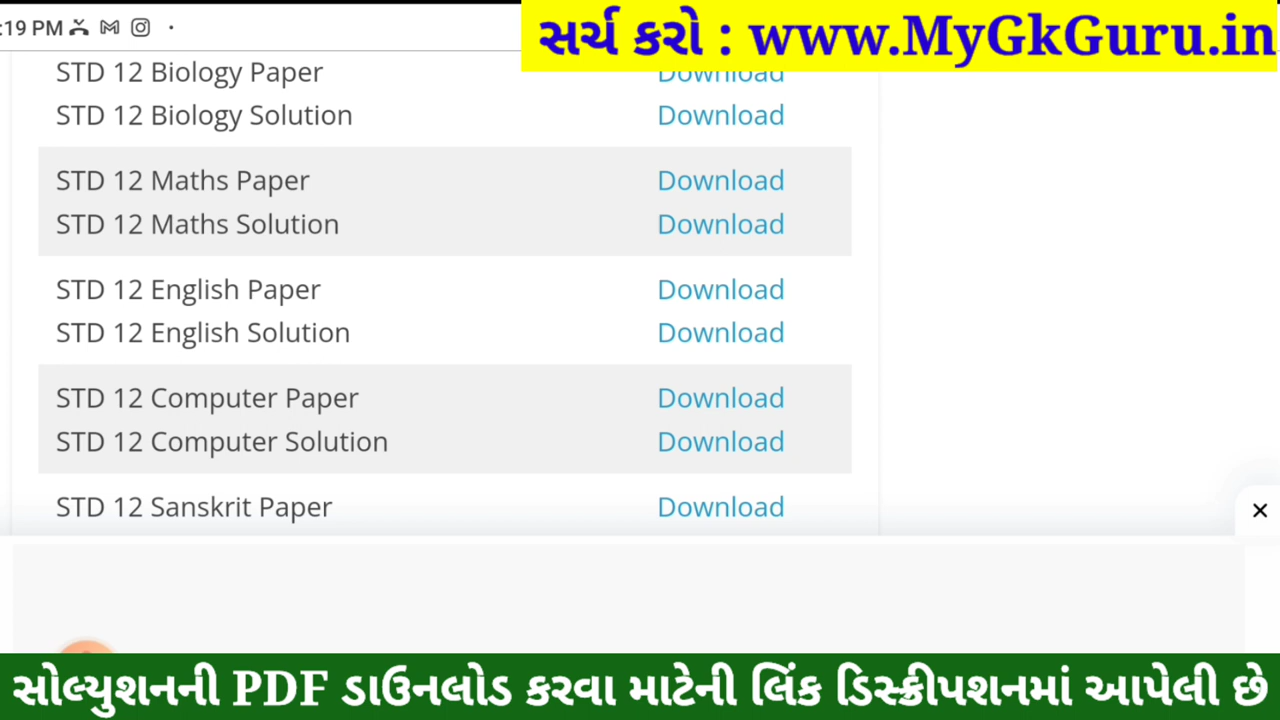 :19 PM
સર્ચ કરો : www.MyGkGuru.in
STD 12 Biology Paper Download
STD 12 Biology Solution Download
STD 12 Maths Paper Download
STD 12 Maths Solution Download
STD 12 English Paper Download
STD 12 English Solution Download
STD 12 Computer Paper Download
STD 12 Computer Solution Download
STD 12 Sanskrit Paper Download
સોલ્યુશનની PDF ડાઉનલોડ કરવા માટેની લિંક ડિસ્ક્રીપશનમાં આપેલી છે